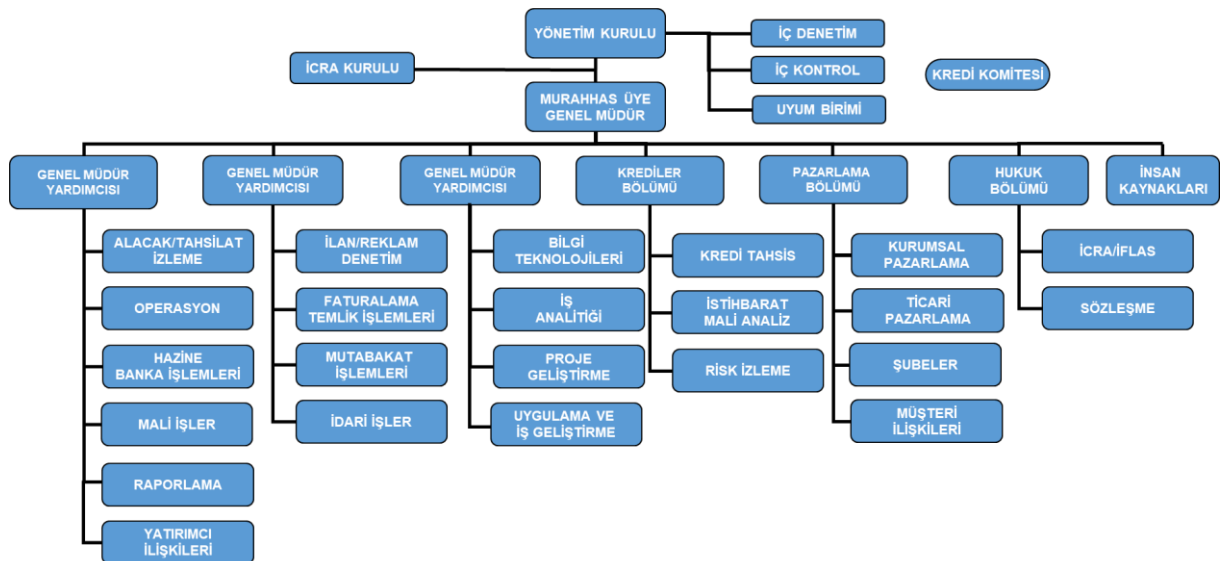 YÖNETİM KURULU
İÇ DENETİM
İCRA KURULU
İÇ KONTROL
KREDİ KOMİTESİ
MURAHHAS ÜYE
GENEL MÜDÜR
UYUM BİRİMİ
GENEL MÜDÜR
YARDIMCISI
GENEL MÜDÜR
YARDIMCISI
GENEL MÜDÜR
YARDIMCISI
KREDİLER
BÖLÜMÜ
PAZARLAMA
BÖLÜMÜ
HUKUK
BÖLÜMÜ
İNSAN
KAYNAKLARI
ALACAK/TAHSİLAT
İZLEME
OPERASYON
HAZİNE
BANKA İŞLEMLERİ
MALİ İŞLER
RAPORLAMA
YATIRIMCI
İLİŞKİLERİ
İLAN/REKLAM
DENETİM
FATURALAMA
TEMLİK İŞLEMLERİ
MUTABAKAT
İŞLEMLERİ
İDARİ İŞLER
BİLGİ
TEKNOLOJİLERİ
İŞ
ANALİTİĞİ
PROJE
GELİŞTİRME
UYGULAMA VE
İŞ GELİŞTİRME
KREDİ TAHSİS
İSTİHBARAT
MALİ ANALİZ
RİSK İZLEME
KURUMSAL
PAZARLAMA
TİCARİ
PAZARLAMA
ŞUBELER
MÜŞTERİ
İLİŞKİLERİ
İCRA/İFLAS
SÖZLEŞME